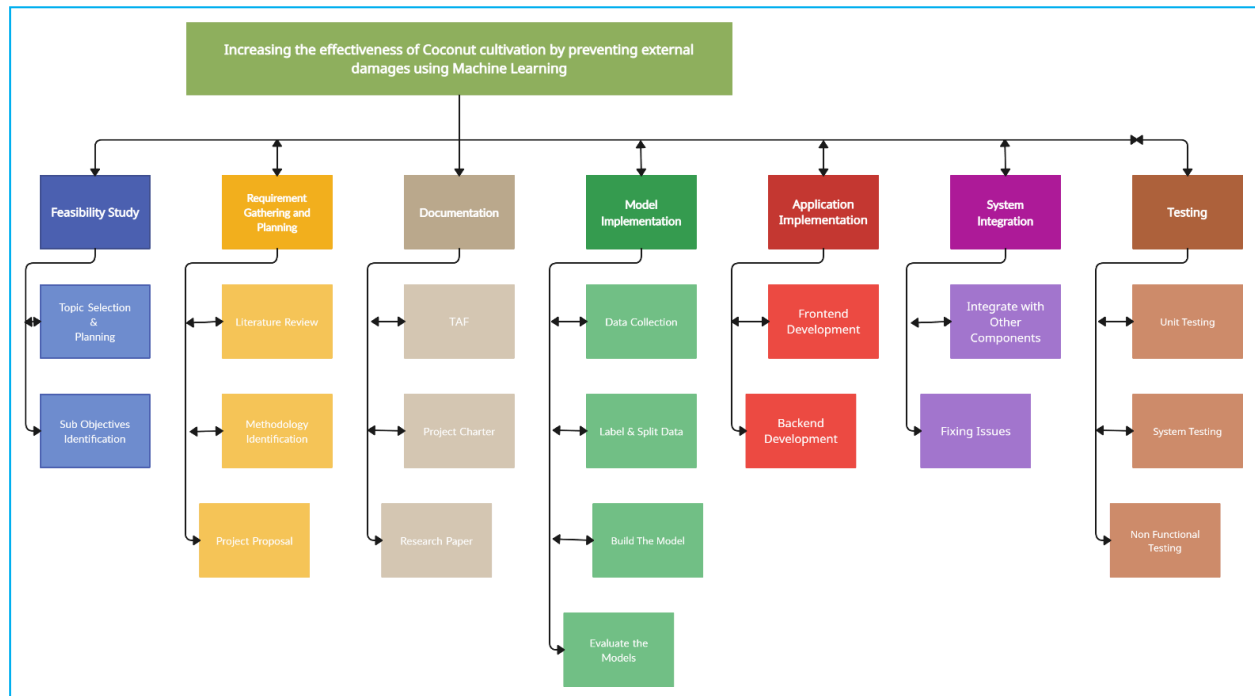 Increasing the effectiveness of Coconut cultivation by preventing external
damages using Machine Learning
Feasibility Study
Requirement
Gathering and
Planning
Documentation
Model
Implementation
Application
Implementation
System
Integration
Testing
Topic Selection
&
Planning
Literature Review
TAF
Data Collection
Frontend
Development
Integrate with
Other
Components
Unit Testing
Sub Objectives
Identification
Methodology
Identification
Project Charter
Label & Split Data
Backend
Development
Fixing Issues
System Testing
Project Proposal
Research Paper
Build The Model
Non Functional
Testing
Evaluate the
Models